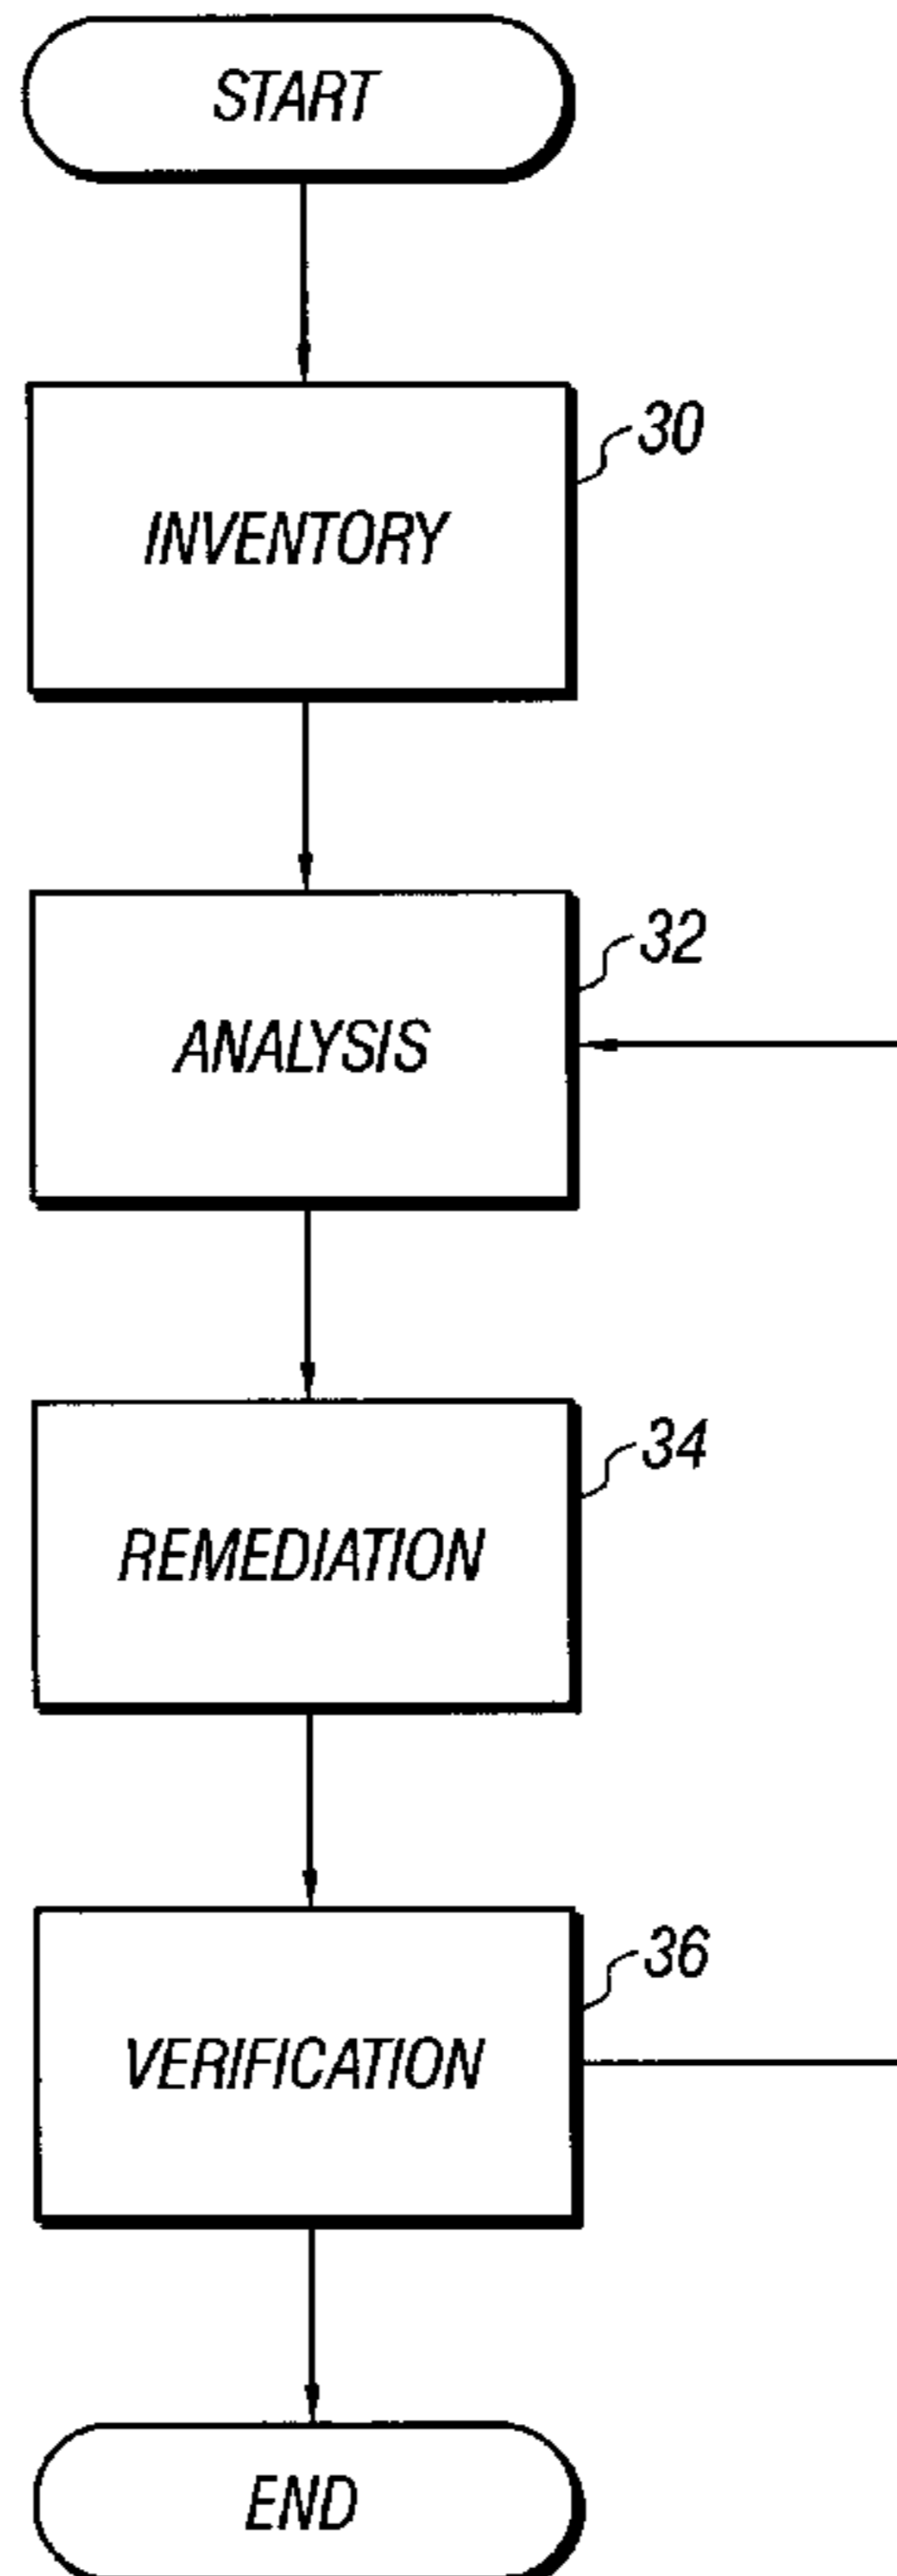 START
30
INVENTORY
32
ANALYSIS
34
REMEDIATION
36
VERIFICATION
END